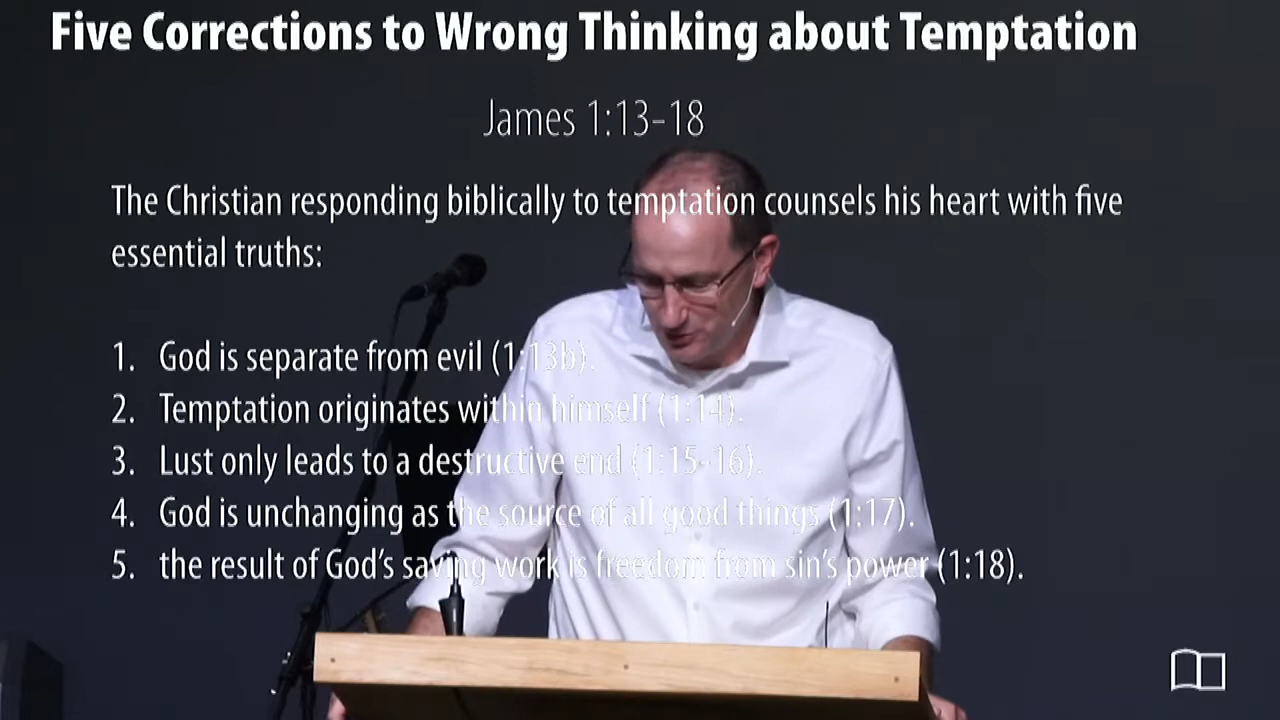 Five Corrections to Wrong Thinking about Temptation
James 1:13-18
The Christian responding biblically to temptation counsels his heart with five
essential truths:
1. God is separate from evil (1:13b).
2. Temptation originates within himself (1:14).
3. Lust only leads to a destructive end (1:15-16).
4. God is unchanging as the source of all good things (1:17).
5. the result of God’s saving work is freedom from sin’s power (1:18).